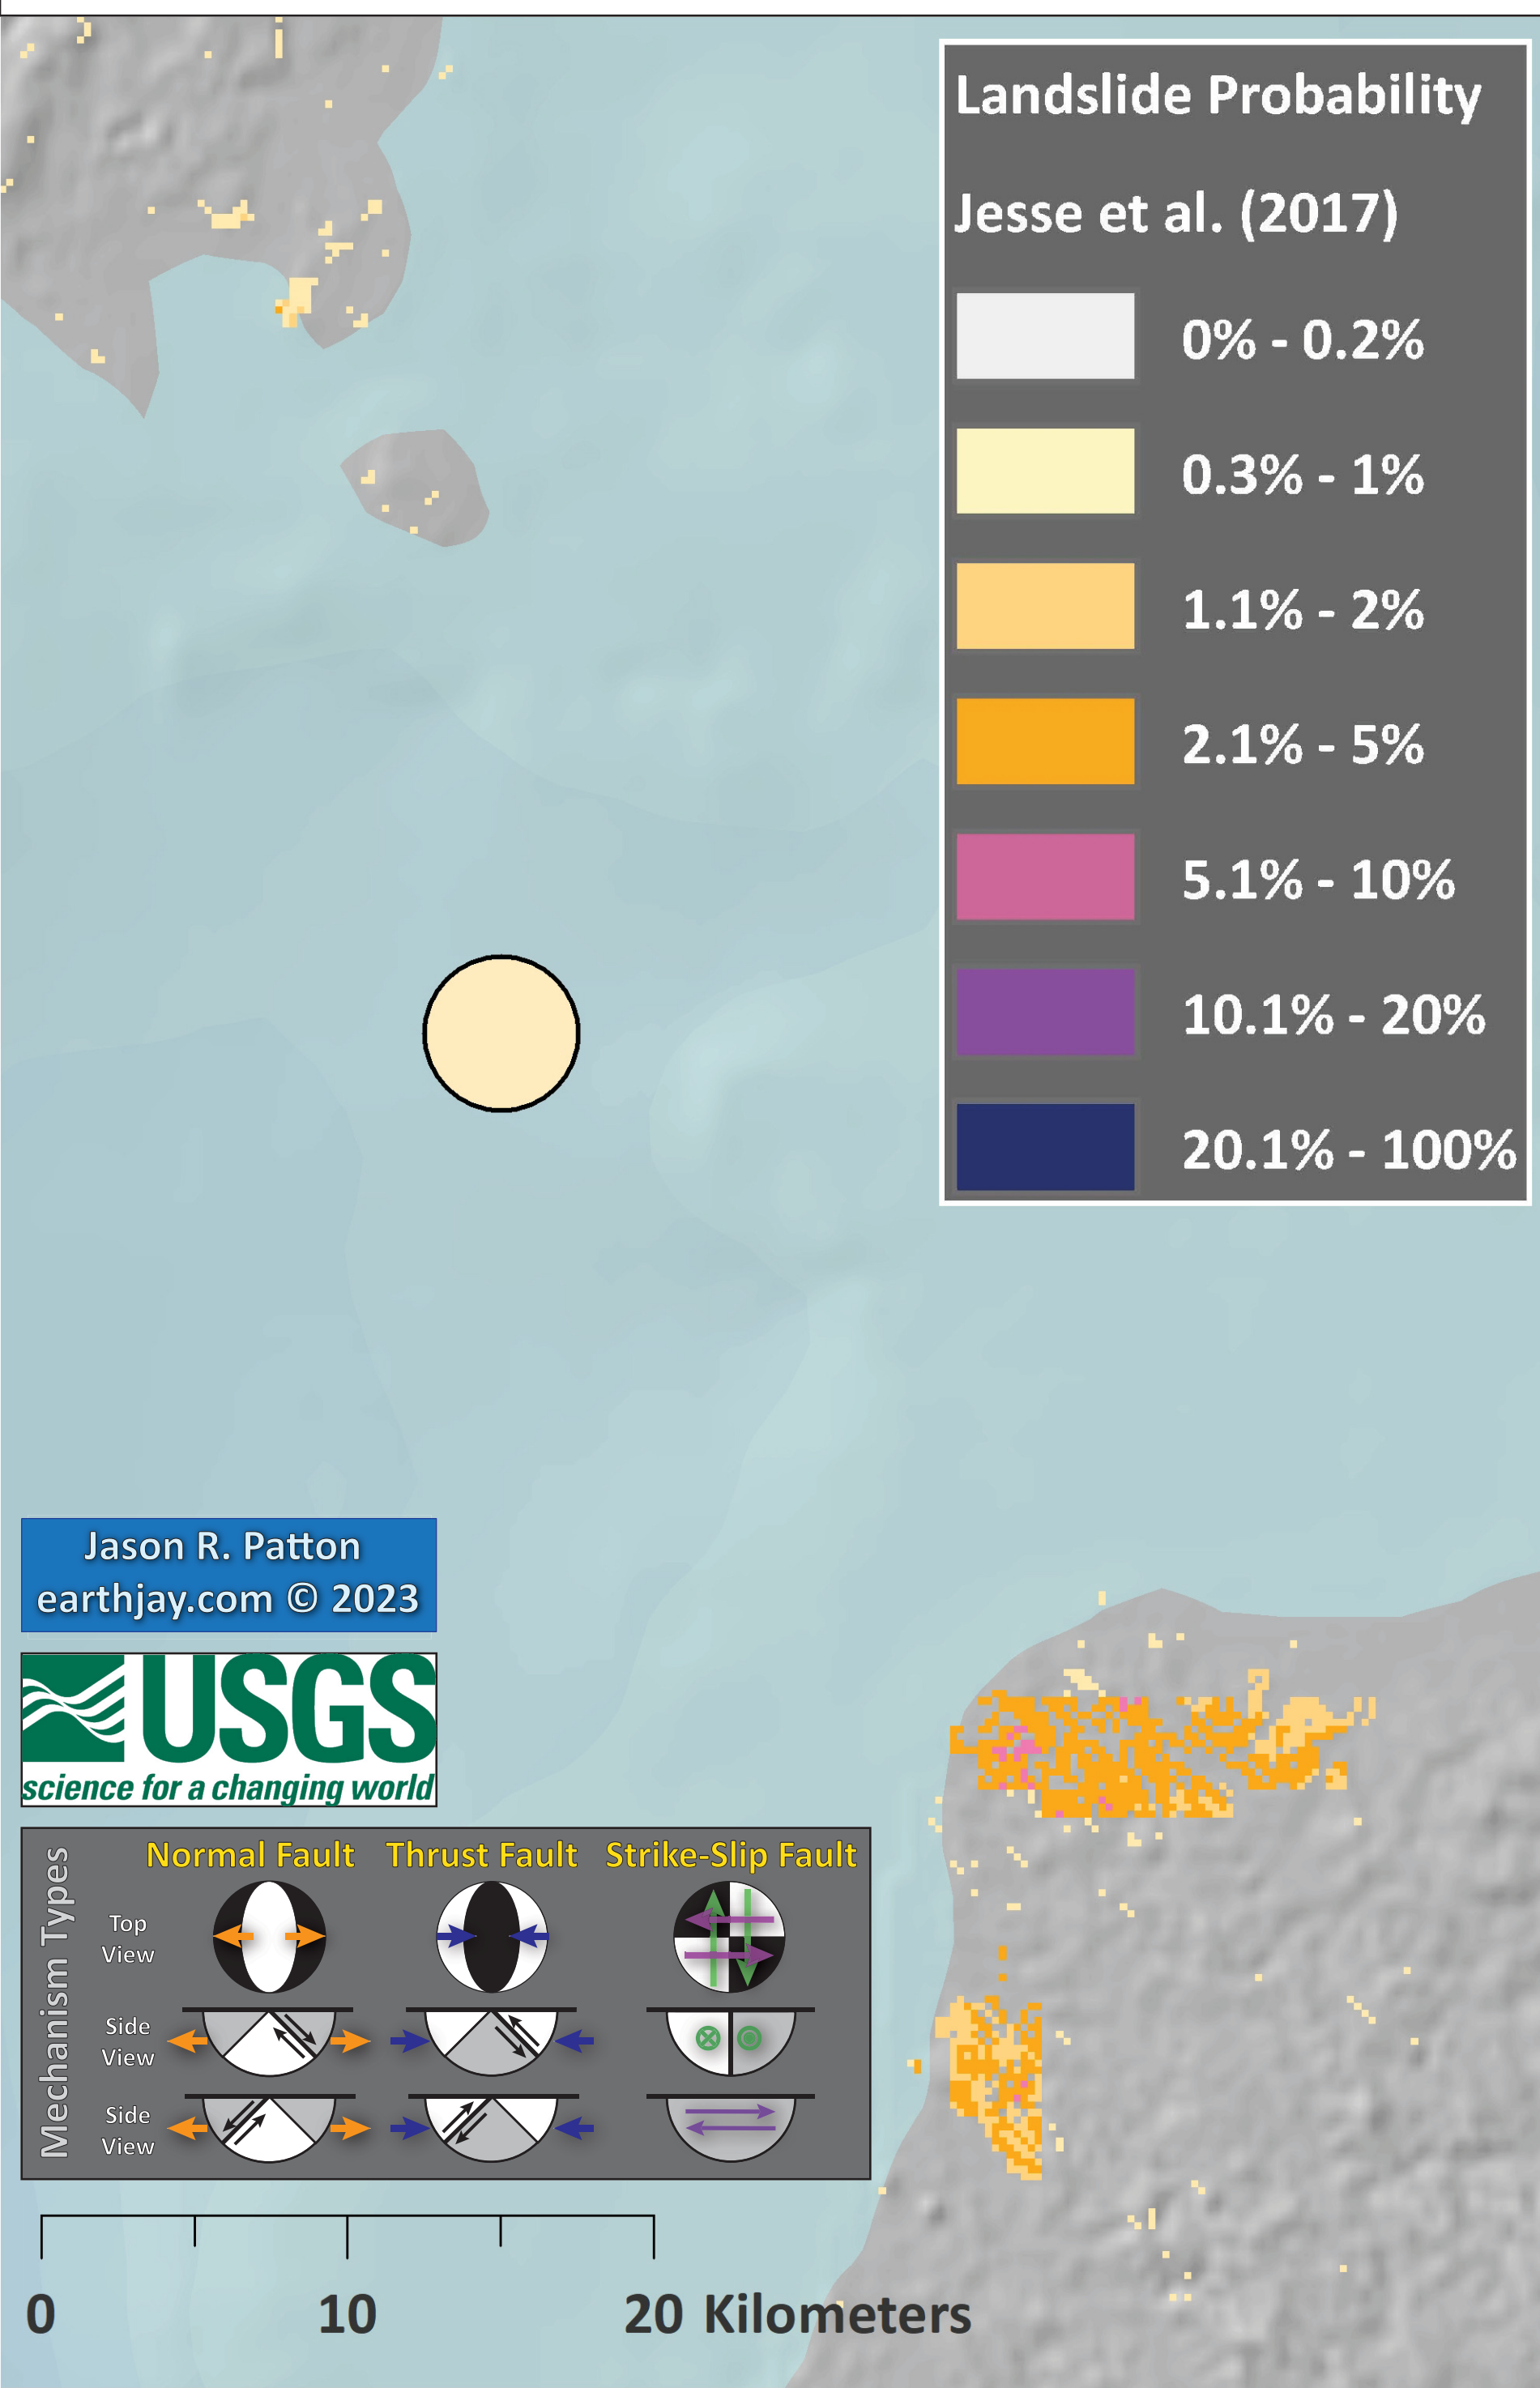 Landslide Probability
Jesse et al. (2017)
0% - 0.2%
0.3% - 1%
1.1% - 2%
2.1% - 5%
5.1% - 10%
10.1% - 20%
20.1% - 100%
Jason R. Patton
earthjay.com © 2023
USGS
science for a changing world
Mechanism Types
Normal Fault Thrust Fault Strike-Slip Fault
Top
View
Side
View
Side
View
0 10 20 Kilometers